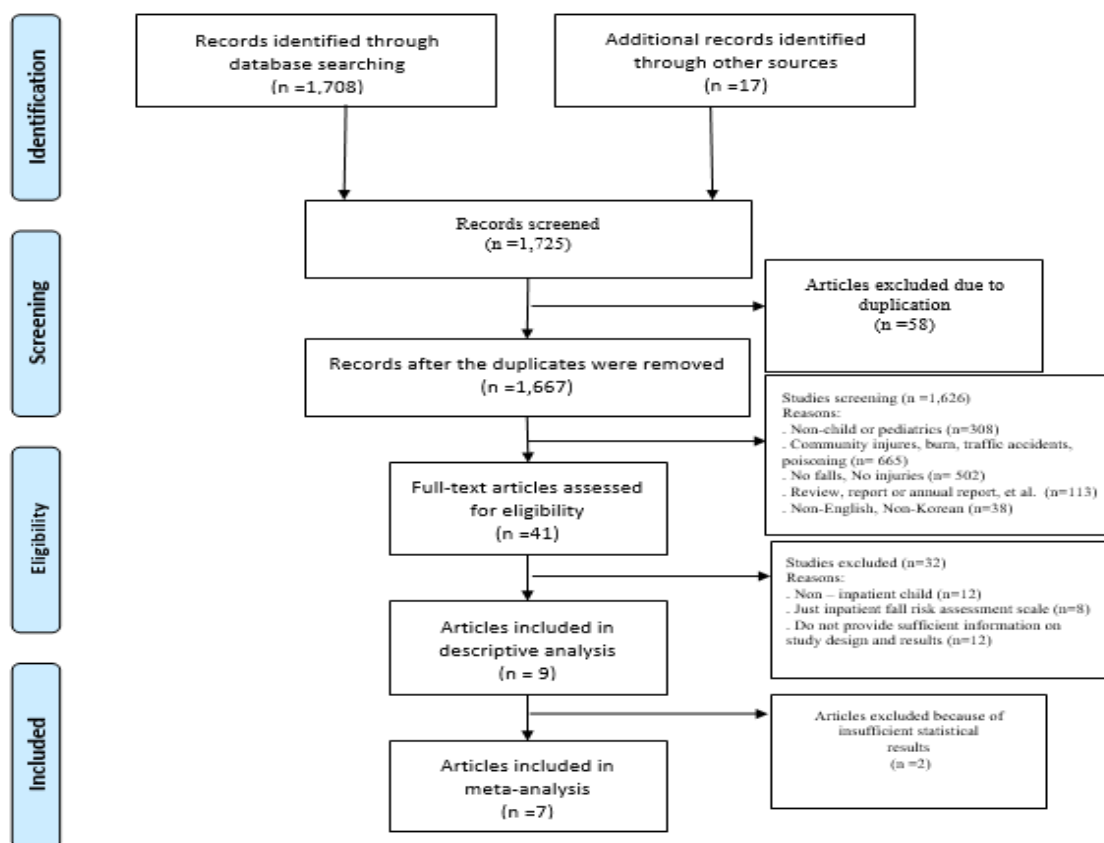 Identification
Records identified through
database searching
(n =1,708)
Additional records identified
through other sources
(n =17)
Screening
Records screened
(n =1,725)
Articles excluded due to
duplication
(n =58)
Records after the duplicates were removed
(n =1,667)
Studies screening (n =1,626)
Reasons:
. Non-child or pediatrics (n=308)
. Community injures, burn, traffic accidents,
poisoning (n= 665)
. No falls, No injuries (n= 502)
. Review, report or annual report, et al. (n=113)
. Non-English, Non-Korean (n=38)
Eligibility
Full-text articles assessed
for eligibility
(n =41)
Studies excluded (n=32)
Reasons:
. Non – inpatient child (n=12)
. Just inpatient fall risk assessment scale (n=8)
. Do not provide sufficient information on
study design and results (n=12)
Articles included in
descriptive analysis
(n = 9)
Included
Articles excluded because of
insufficient statistical
results
(n =2)
Articles included in
meta-analysis
(n =7)